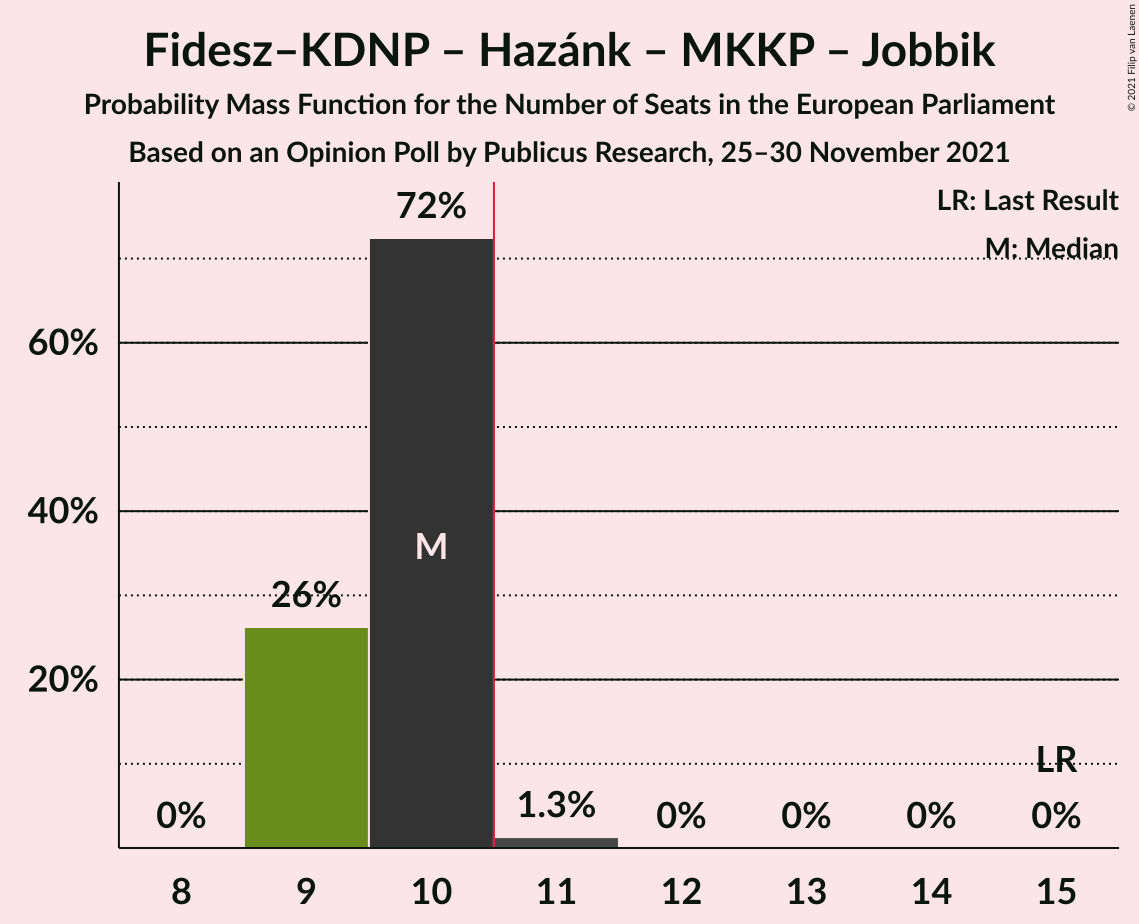 Fidesz–KDNP – Hazánk – MKKP – Jobbik
Probability Mass Function for the Number of Seats in the European Parliament
Based on an Opinion Poll by Publicus Research, 25–30 November 2021
© 2021 Filip van Laenen
LR: Last Result
M: Median
72%
60%
40%
M
26%
20%
LR
0%
1.3%
0%
0%
0%
0%
8
9
10
11
12
13
14
15